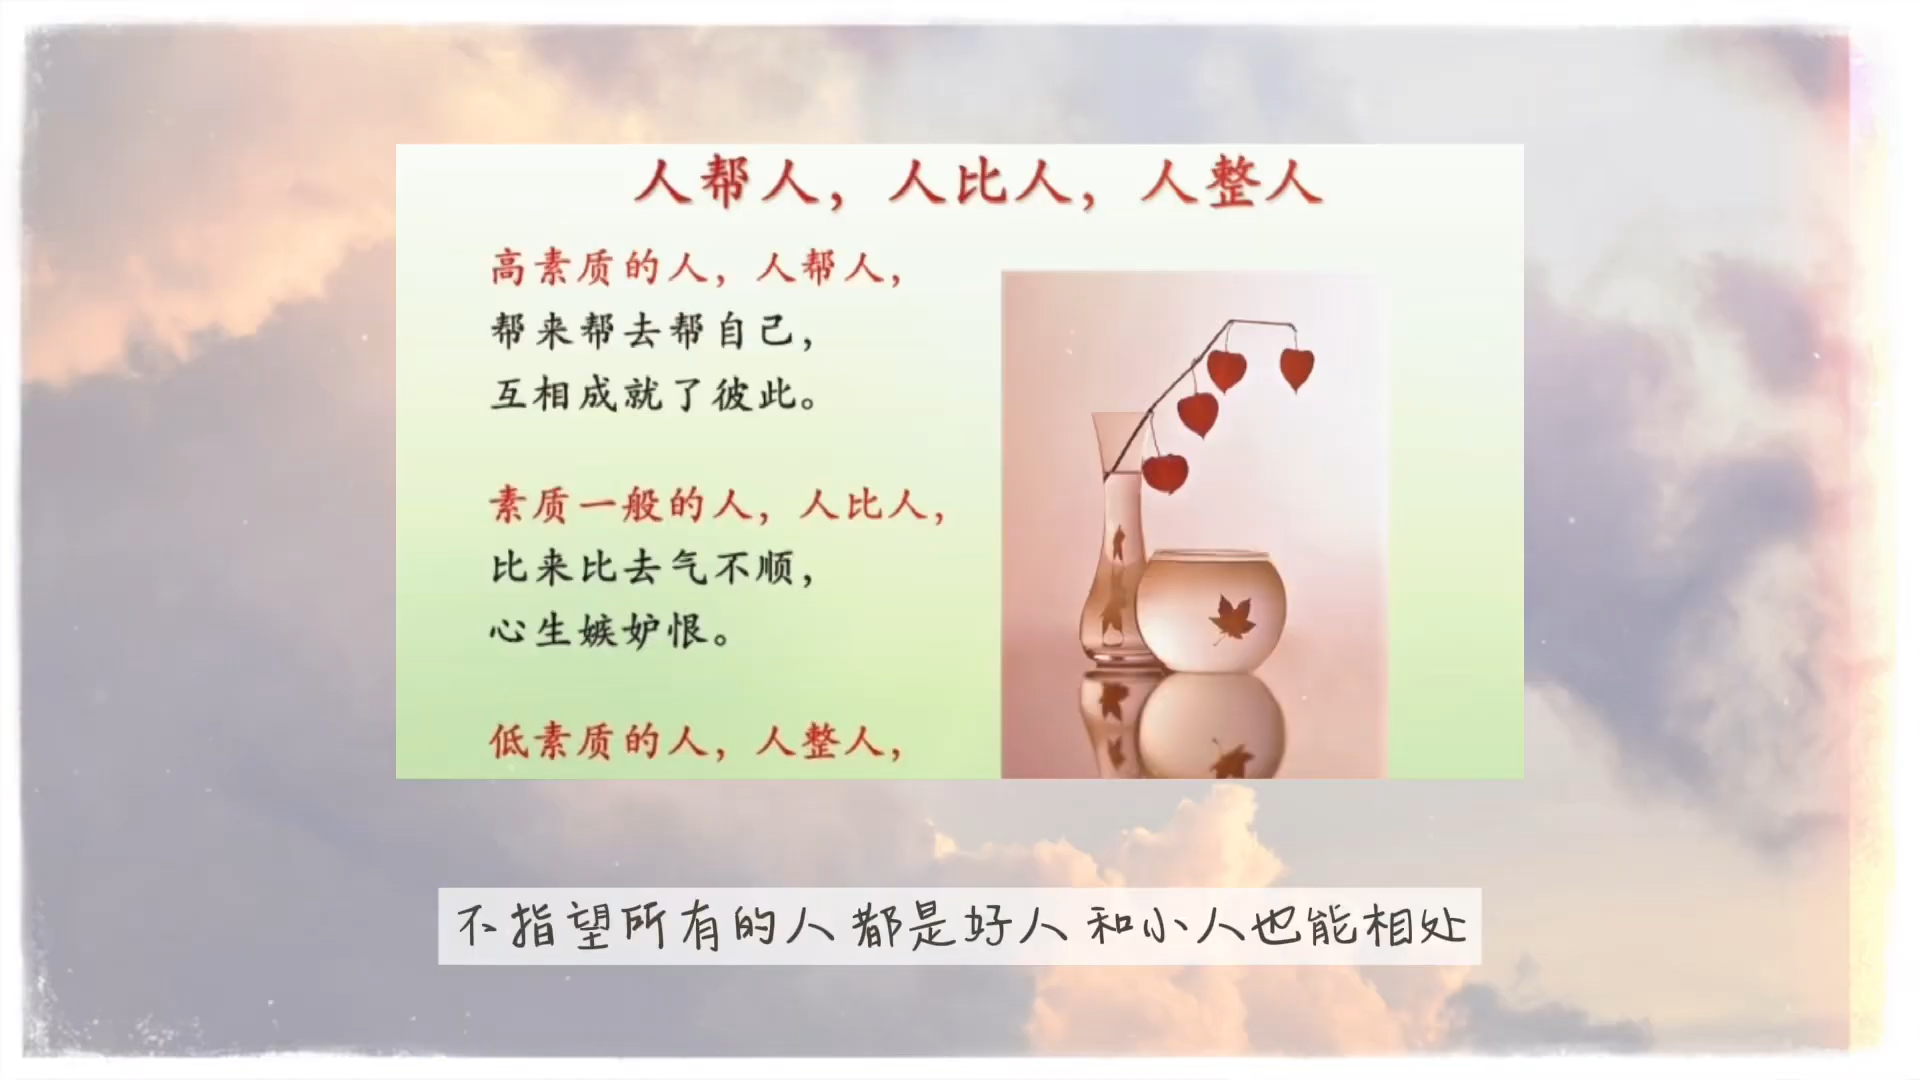 人帮人，人比人，人整人
高素质的人，人帮人，
帮来帮去帮自己，
互相成就了彼此。
素质一般的人，人比人，
比来比去气不顺，
心生嫉妒恨。
低素质的人，人整人，
不指望所有的人 都是好人 和小人也能相处